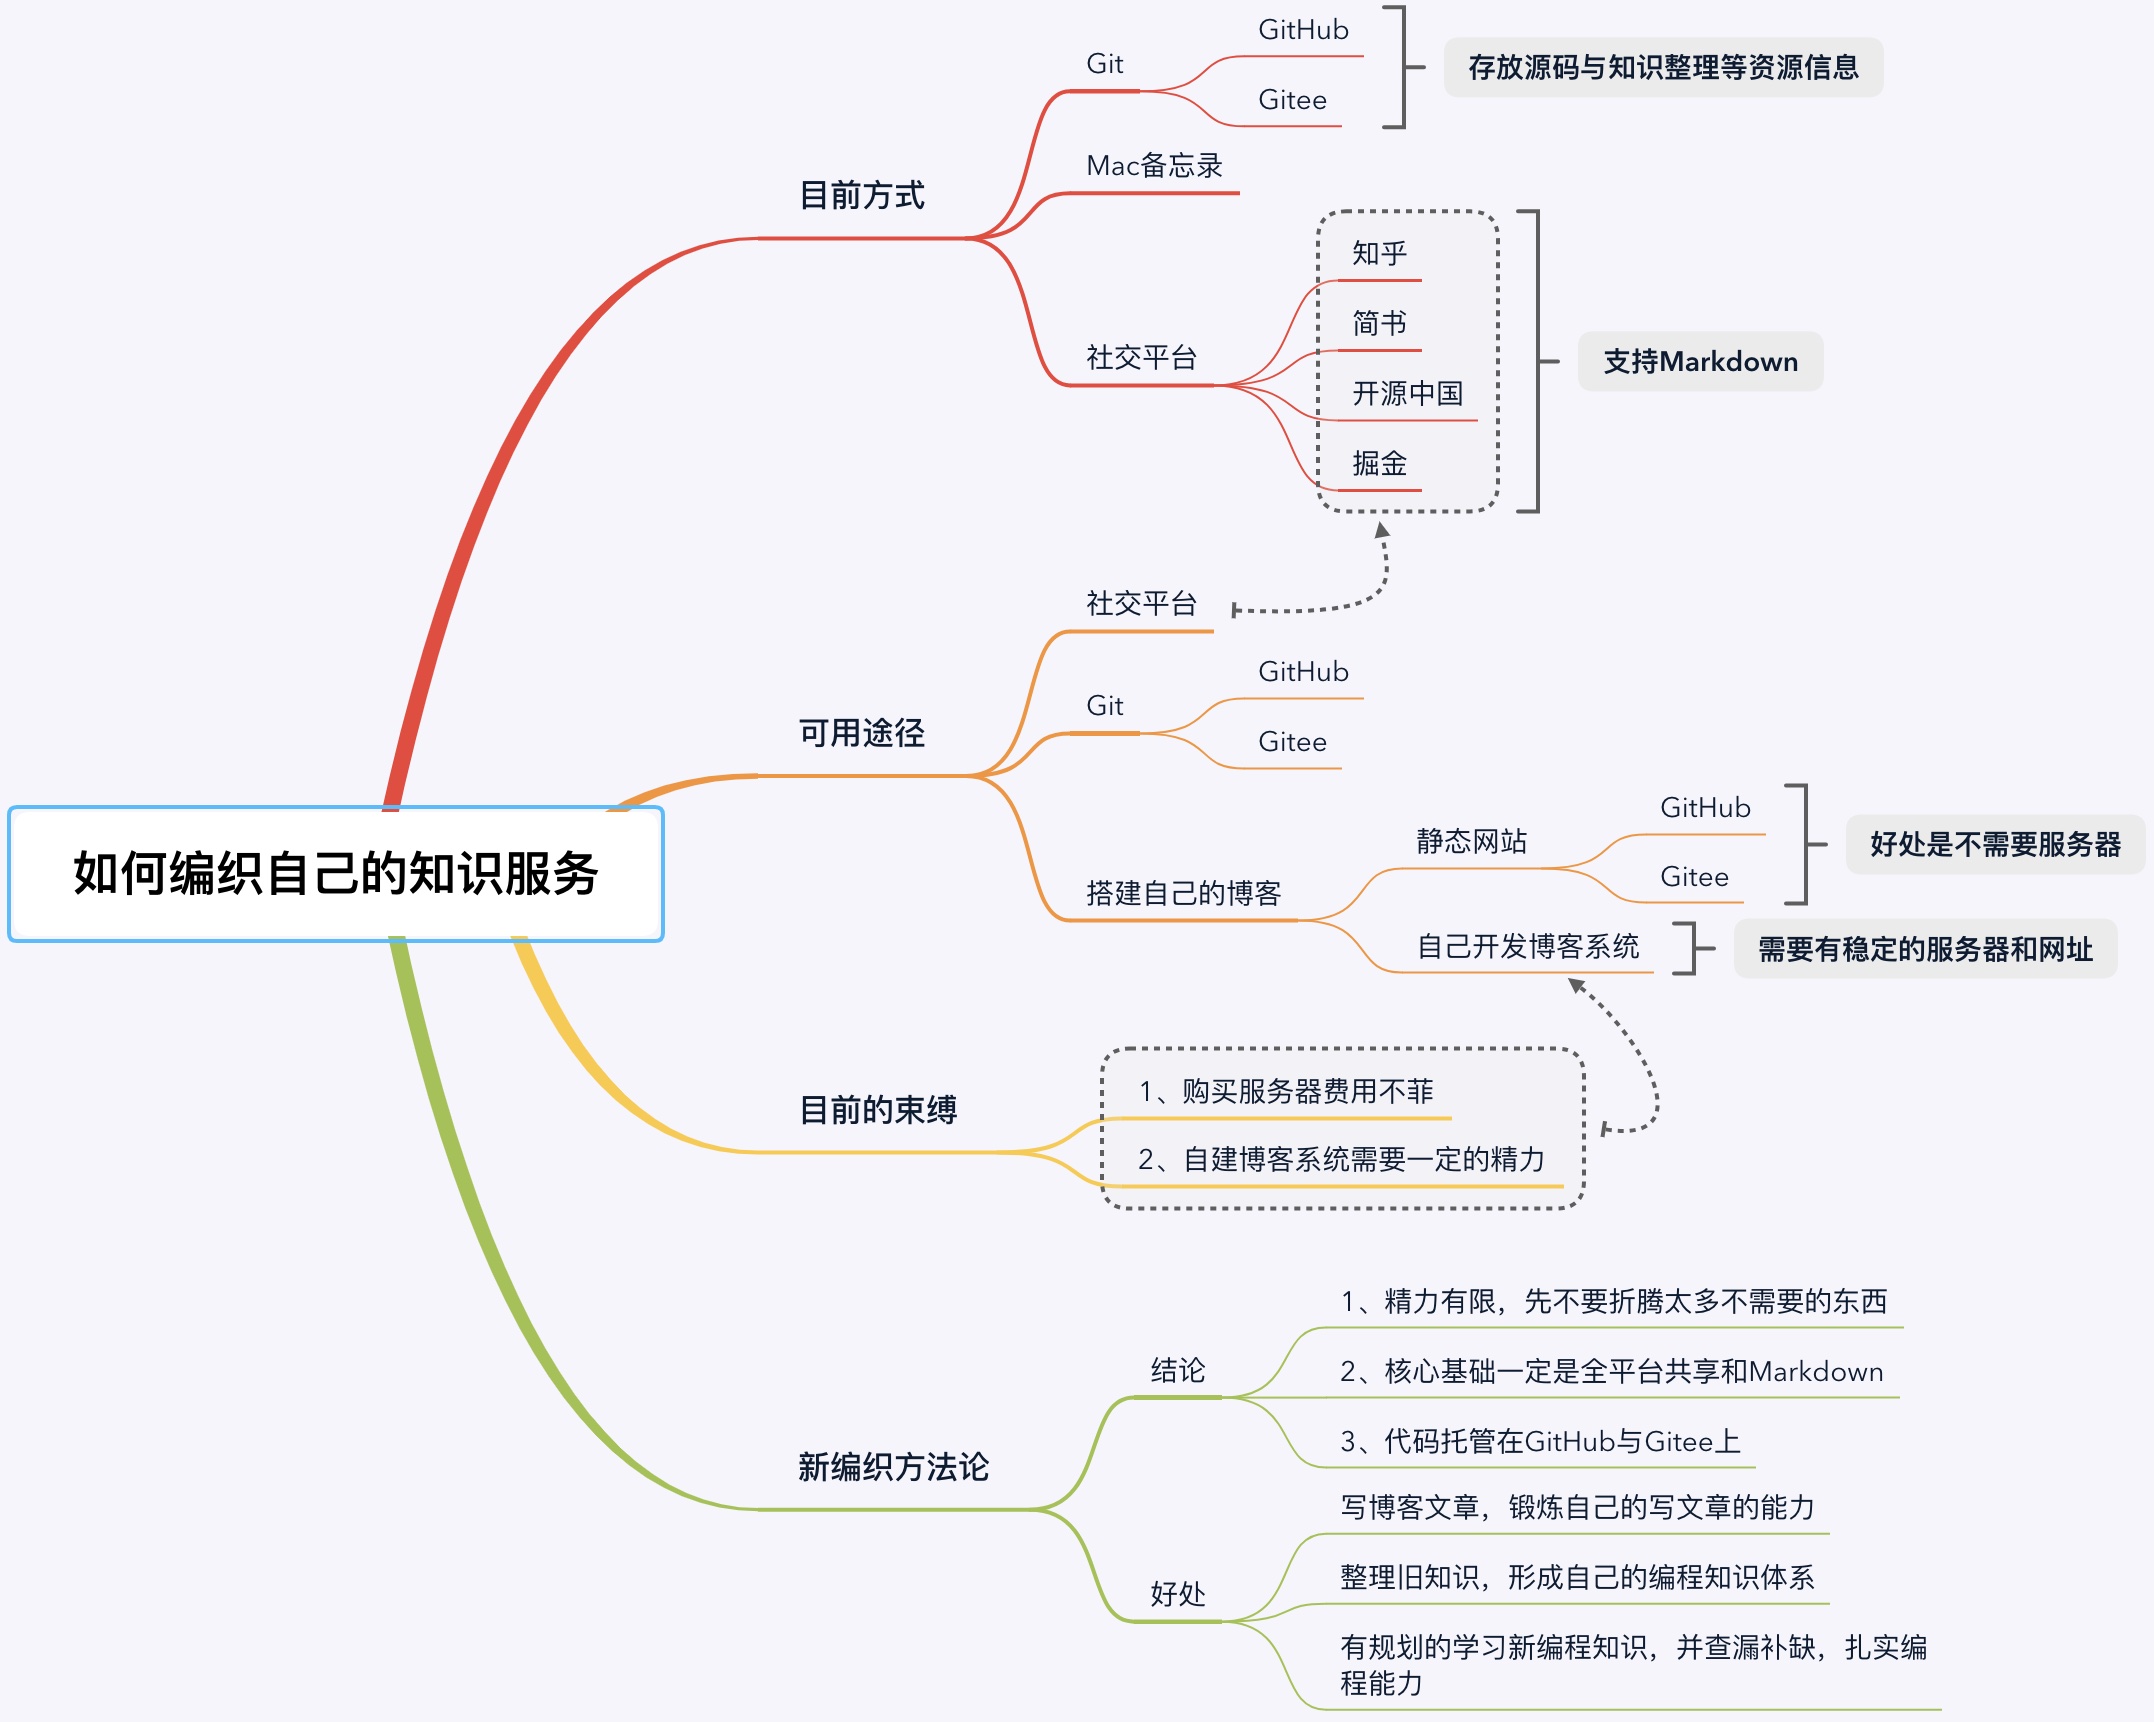 如何编织自己的知识服务
目前方式
Git
GitHub
Gitee
存放源码与知识整理等资源信息
Mac备忘录
社交平台
知乎
简书
开源中国
掘金
支持Markdown
可用途径
社交平台
Git
GitHub
Gitee
搭建自己的博客
静态网站
GitHub
Gitee
好处是不需要服务器
自己开发博客系统
需要有稳定的服务器和网址
目前的束缚
1、购买服务器费用不菲
2、自建博客系统需要一定的精力
新编织方法论
结论
1、精力有限，先不要折腾太多不需要的东西
2、核心基础一定是全平台共享和Markdown
3、代码托管在GitHub与Gitee上
好处
写博客文章，锻炼自己的写文章的能力
整理旧知识，形成自己的编程知识体系
有规划的学习新编程知识，并查漏补缺，扎实编
程能力